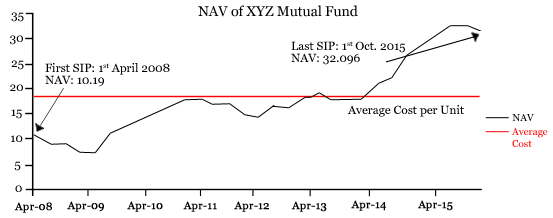 NAV of XYZ Mutual Fund
35
30
25
20
15
10
5
0
First SIP: 1st April 2008
NAV: 10.19
Last SIP: 1st Oct. 2015
NAV: 32.096
Average Cost per Unit
NAV
Average
Cost
Apr-08 Apr-09 Apr-10 Apr-11 Apr-12 Apr-13 Apr-14 Apr-15